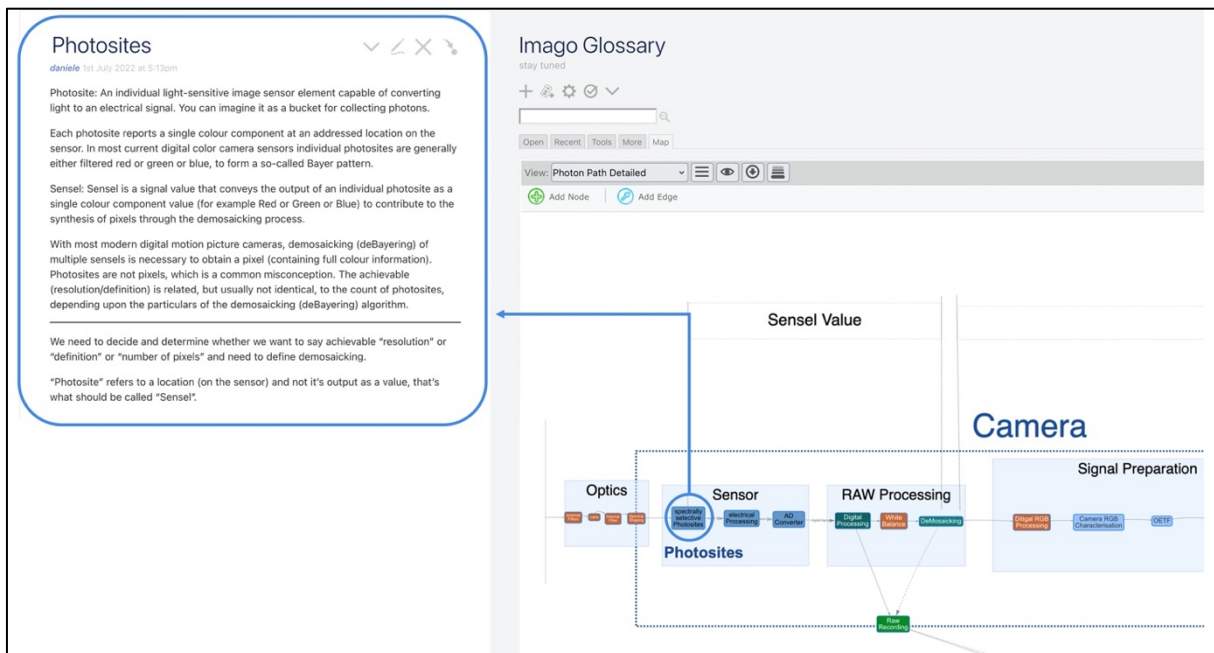 Photosites
daniele 1st July 2022 at 5:13pm
Photosite: An individual light-sensitive image sensor element capable of converting
light to an electrical signal. You can imagine it as a bucket for collecting photons.
Each photosite reports a single colour component at an addressed location on the
sensor. In most current digital color camera sensors individual photosites are generally
either filtered red or green or blue, to form a so-called Bayer pattern.
Sensel: Sensel is a signal value that conveys the output of an individual photosite as a
single colour component value (for example Red or Green or Blue) to contribute to the
synthesis of pixels through the demosaicking process.
With most modern digital motion picture cameras, demosaicking (deBayering) of
multiple sensels is necessary to obtain a pixel (containing full colour information).
Photosites are not pixels, which is a common misconception. The achievable
(resolution/definition) is related, but usually not identical, to the count of photosites,
depending upon the particulars of the demosaicking (deBayering) algorithm.
We need to decide and determine whether we want to say achievable “resolution” or
“definition” or “number of pixels” and need to define demosaicking.
“Photosite” refers to a location (on the sensor) and not it’s output as a value, that’s
what should be called “Sensel”.
Imago Glossary
stay tuned
Open Recent Tools More Map
View: Photon Path Detailed
Add Node Add Edge
Sensel Value
Camera
Signal Preparation
Optics
Sensor
RAW Processing
spectrally
selective
Photosites
electrical
Processing
AD
Converter
Digital
Processing
White
Balance
DeMosaicking
Ditigal RGB
Processing
Camera RGB
Characterisation
OETF
Photosites
Raw
Recording